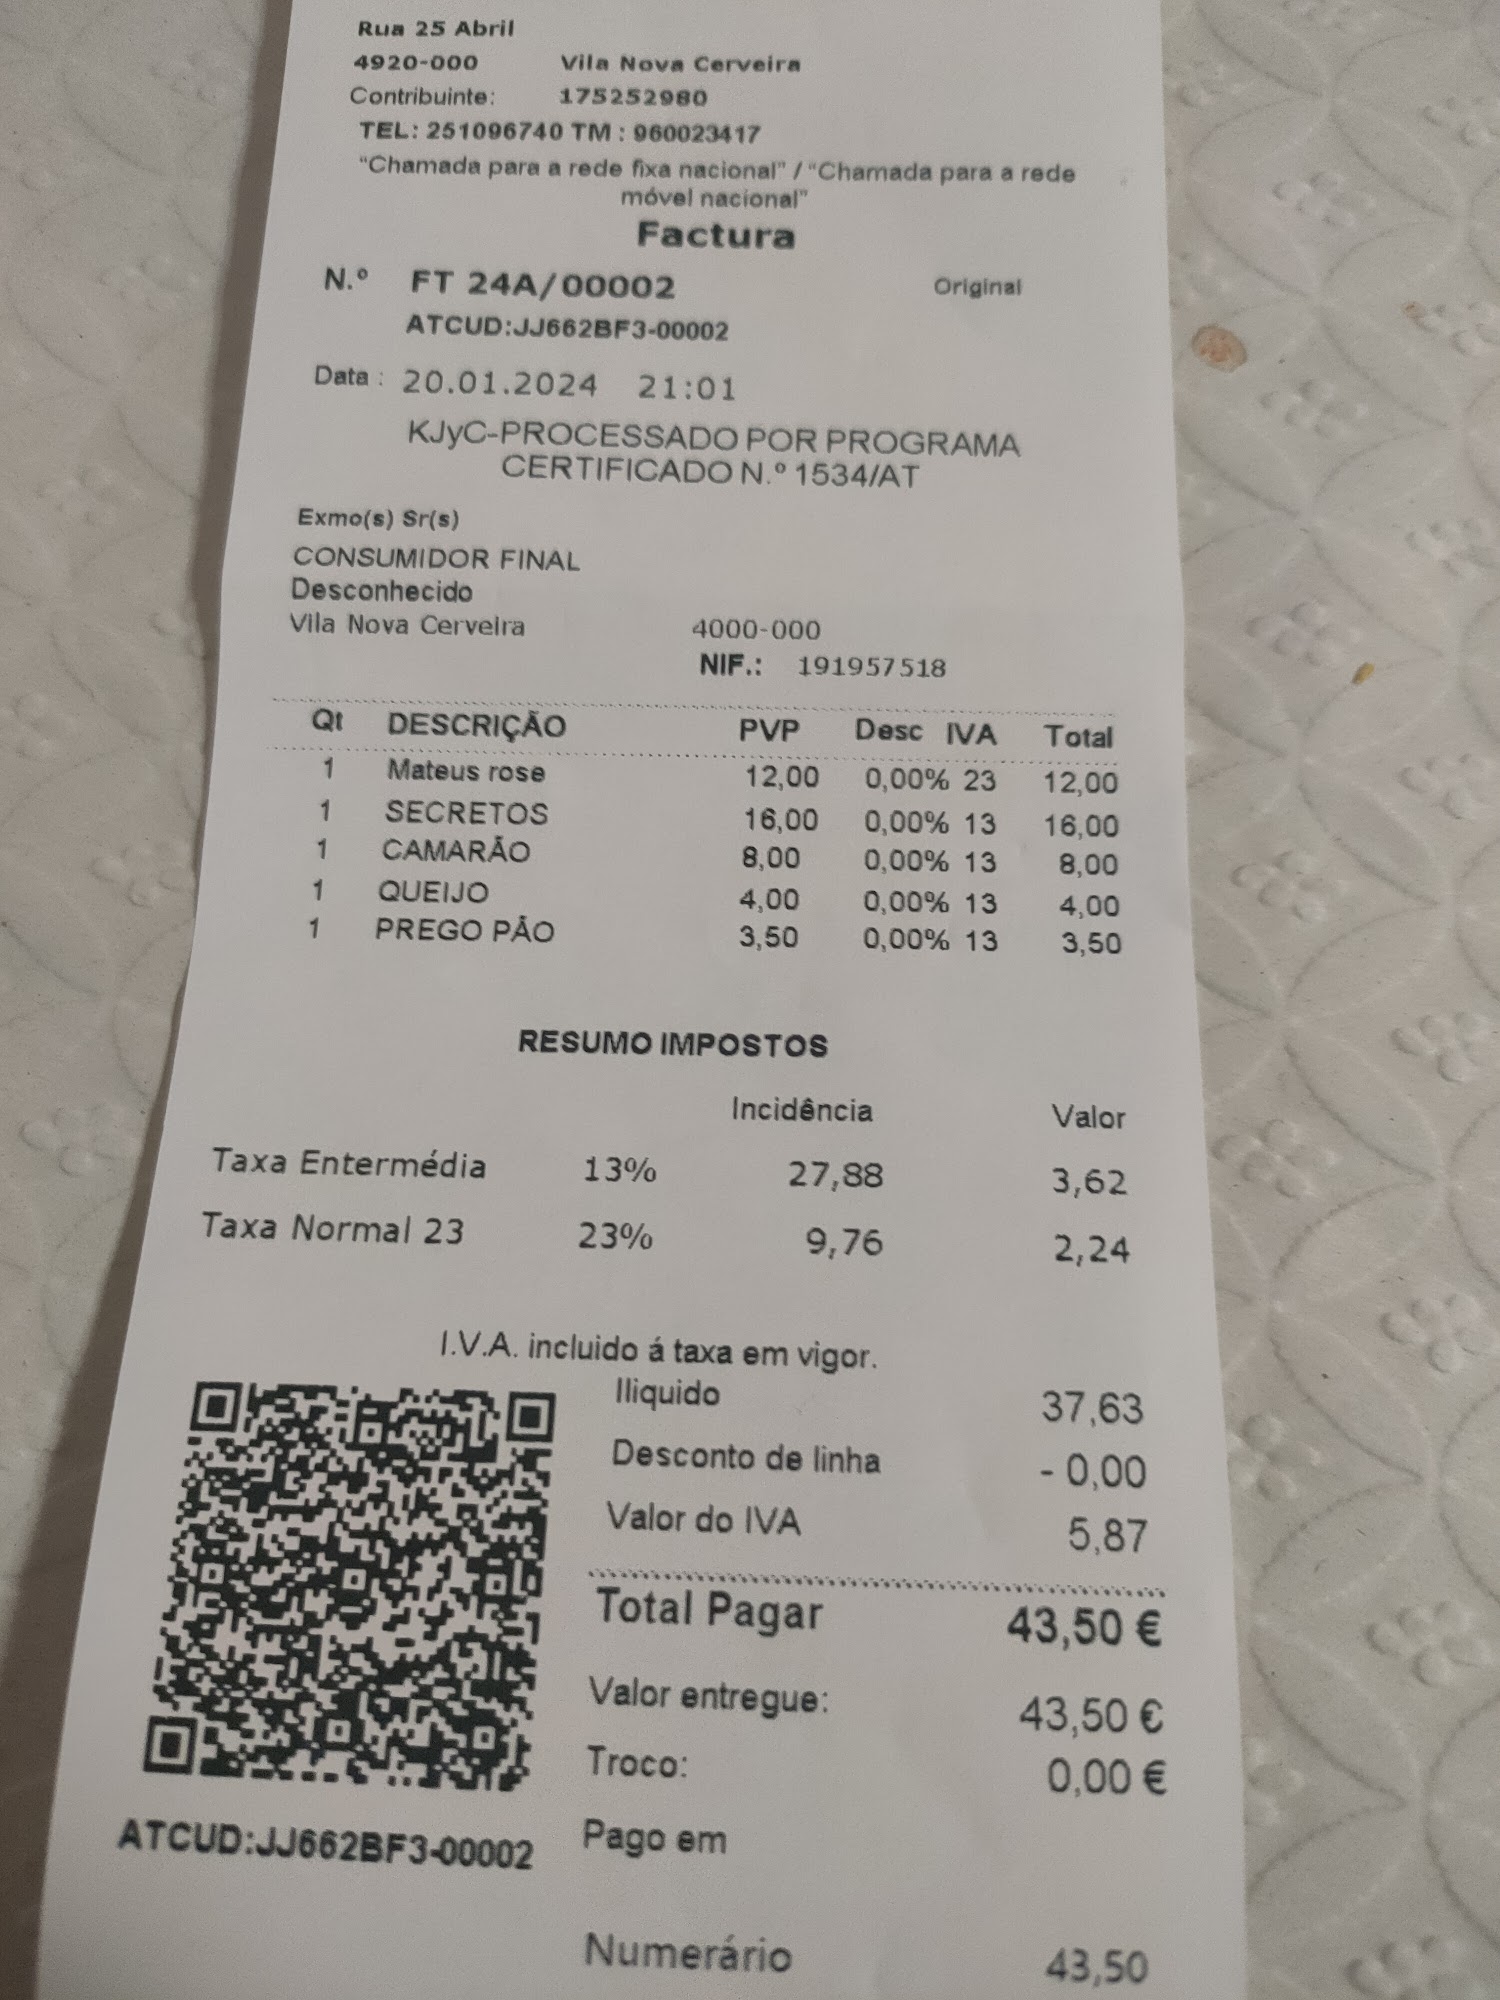 Rua 25 Abril
4920-000 Vila Nova Cerveira
Contribuinte: 175252980
TEL: 251096740 TM : 960023417
"Chamada para a rede fixa nacional" / "Chamada para a rede
móvel nacional"
Factura
N.º FT 24A/00002 Original
ATCUD:JJ662BF3-00002
Data : 20.01.2024 21:01
KJyC-PROCESSADO POR PROGRAMA
CERTIFICADO N.º 1534/AT
Exmo(s) Sr(s)
CONSUMIDOR FINAL
Desconhecido
Vila Nova Cerveira 4000-000
NIF.: 191957518
Qt DESCRIÇÃO PVP Desc IVA Total
1 Mateus rose 12,00 0,00% 23 12,00
1 SECRETOS 16,00 0,00% 13 16,00
1 CAMARÃO 8,00 0,00% 13 8,00
1 QUEIJO 4,00 0,00% 13 4,00
1 PREGO PÃO 3,50 0,00% 13 3,50
RESUMO IMPOSTOS
Incidência Valor
Taxa Entermédia 13% 27,88 3,62
Taxa Normal 23 23% 9,76 2,24
I.V.A. incluido á taxa em vigor.
Iliquido 37,63
Desconto de linha - 0,00
Valor do IVA 5,87
Total Pagar 43,50 €
Valor entregue: 43,50 €
Troco: 0,00 €
ATCUD:JJ662BF3-00002 Pago em
Numerário 43,50